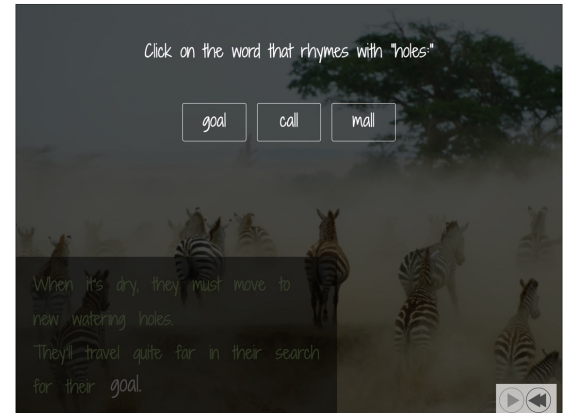 Click on the word that rhymes with "holes:"
goal
call
mall
When it's dry, they must move to
new watering holes.
They'll travel quite far in their search
for their goal.